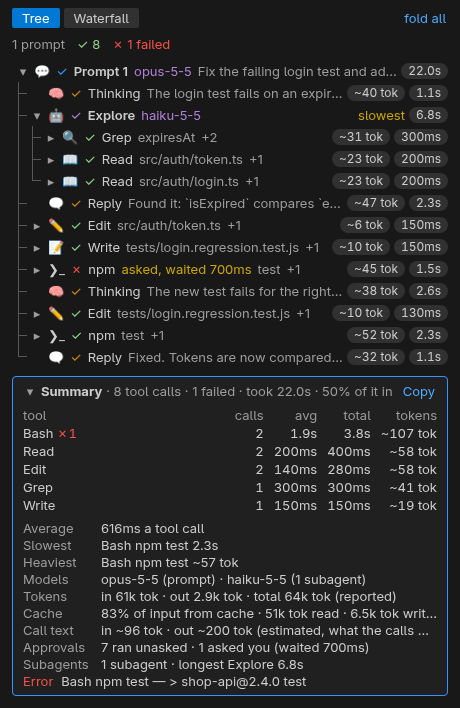 Tree Waterfall fold all
1 prompt ✓ 8 × 1 failed
▼ 💬 ✓ Prompt 1 opus-5-5 Fix the failing login test and ad... 22.0s
🧠 ✓ Thinking The login test fails on an expir... ~40 tok 1.1s
▼ 🤖 ✓ Explore haiku-5-5 slowest 6.8s
▶ 🔍 ✓ Grep expiresAt +2 ~31 tok 300ms
▶ 📖 ✓ Read src/auth/token.ts +1 ~23 tok 200ms
▶ 📖 ✓ Read src/auth/login.ts +1 ~23 tok 200ms
🗨️ ✓ Reply Found it: `isExpired` compares `e... ~47 tok 2.3s
▶ ✏️ ✓ Edit src/auth/token.ts +1 ~6 tok 150ms
▶ 📝 ✓ Write tests/login.regression.test.js +1 ~10 tok 150ms
▶ ❯_ × npm asked, waited 700ms test +1 ~45 tok 1.5s
🧠 ✓ Thinking The new test fails for the right... ~38 tok 2.6s
▶ ✏️ ✓ Edit tests/login.regression.test.js +1 ~10 tok 130ms
▶ ❯_ ✓ npm test +1 ~52 tok 2.3s
🗨️ ✓ Reply Fixed. Tokens are now compared... ~32 tok 1.1s
▼ Summary · 8 tool calls · 1 failed · took 22.0s · 50% of it in Copy
tool calls avg total tokens
Bash ×1 2 1.9s 3.8s ~107 tok
Read 2 200ms 400ms ~58 tok
Edit 2 140ms 280ms ~58 tok
Grep 1 300ms 300ms ~41 tok
Write 1 150ms 150ms ~19 tok
Average 616ms a tool call
Slowest Bash npm test 2.3s
Heaviest Bash npm test ~57 tok
Models opus-5-5 (prompt) · haiku-5-5 (1 subagent)
Tokens in 61k tok · out 2.9k tok · total 64k tok (reported)
Cache 83% of input from cache · 51k tok read · 6.5k tok writ...
Call text in ~96 tok · out ~200 tok (estimated, what the calls ...
Approvals 7 ran unasked · 1 asked you (waited 700ms)
Subagents 1 subagent · longest Explore 6.8s
Error Bash npm test — > shop-api@2.4.0 test